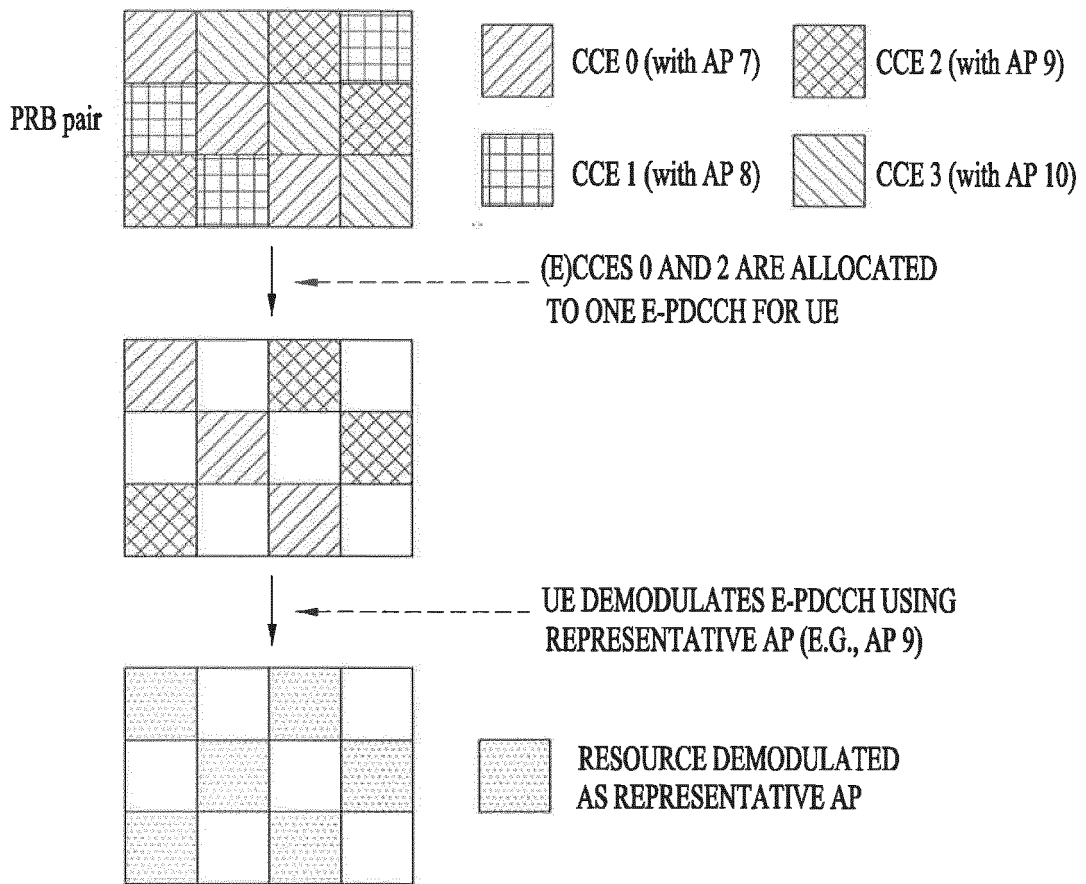 PRB pair
CCE 0 (with AP 7)
CCE 2 (with AP 9)
CCE 1 (with AP 8)
CCE 3 (with AP 10)
(E)CCES 0 AND 2 ARE ALLOCATED
TO ONE E-PDCCH FOR UE
UE DEMODULATES E-PDCCH USING
REPRESENTATIVE AP (E.G., AP 9)
RESOURCE DEMODULATED
AS REPRESENTATIVE AP